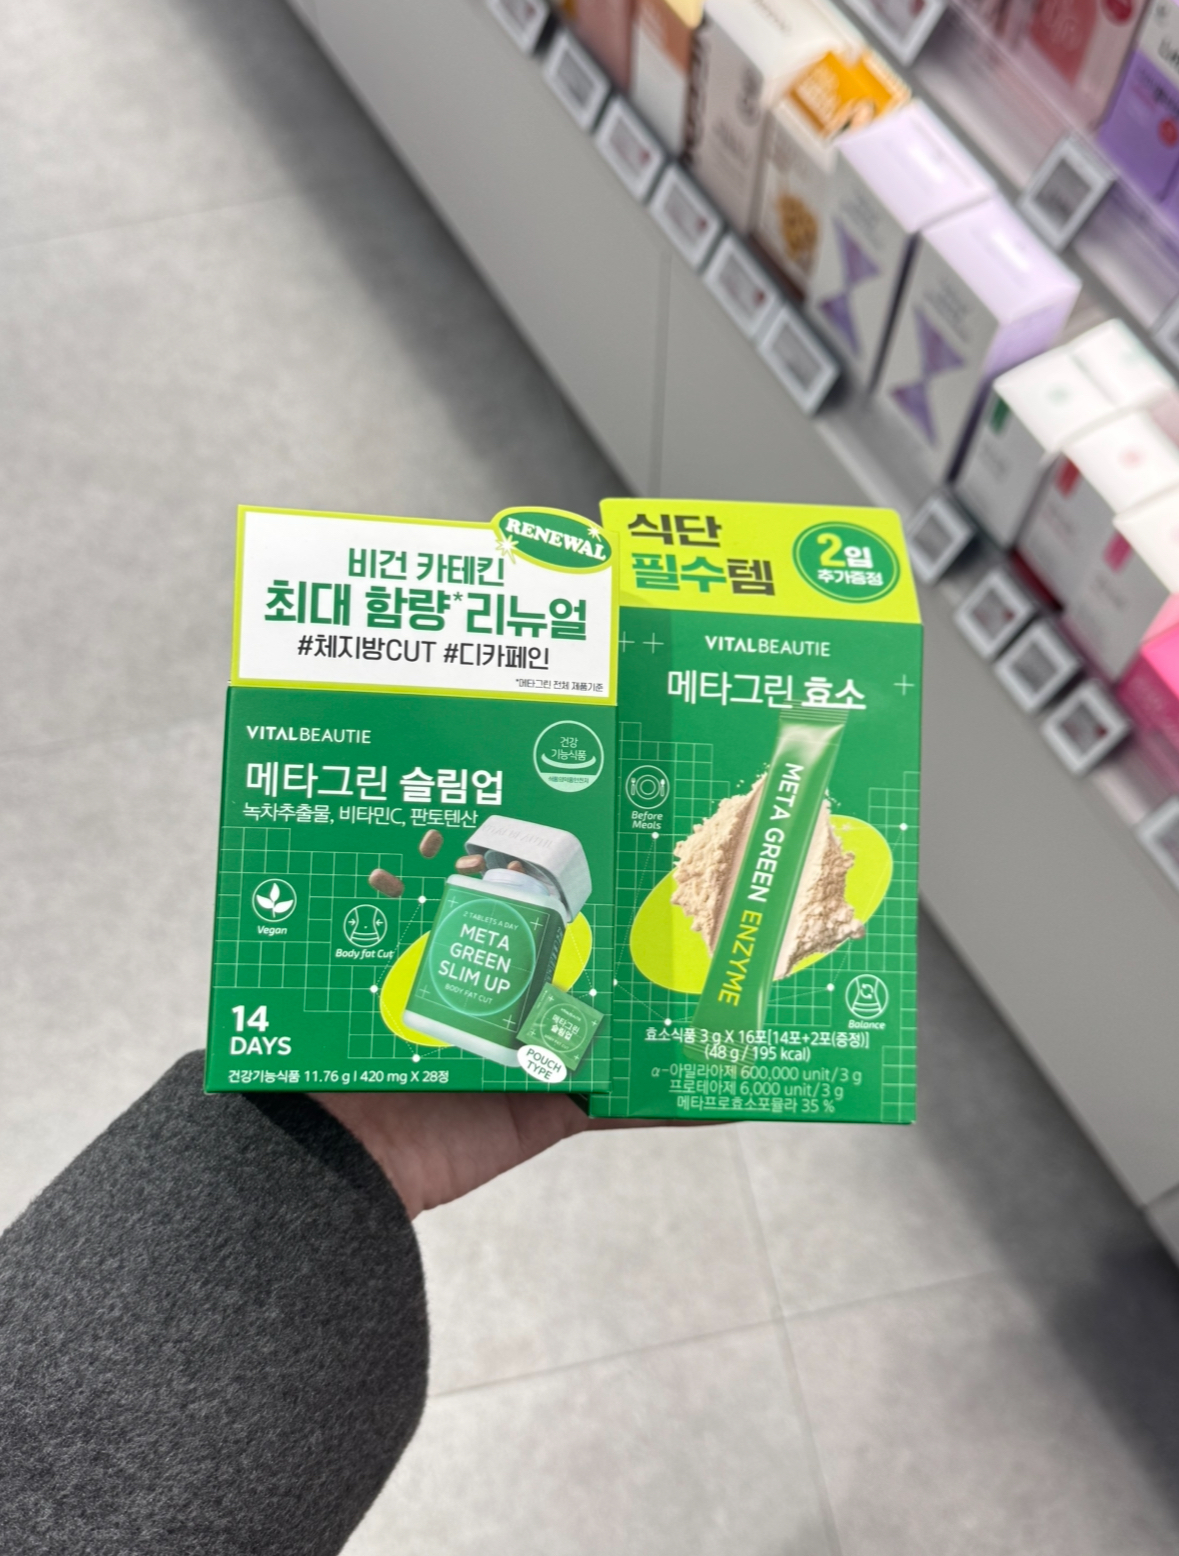 RENEWAL
비건 카테킨
최대 함량*리뉴얼
#체지방CUT #디카페인
*메타그린 전체 제품기준
VITALBEAUTIE
건강
기능식품
메타그린 슬림업
녹차추출물, 비타민C, 판토텐산
Vegan
Body fat Cut
2 TABLETS A DAY
META
GREEN
SLIM UP
BODY FAT CUT
메타그린
슬림업
POUCH
TYPE
14
DAYS
건강기능식품 11.76 g | 420 mg X 28정
식단
필수템
2입
추가증정
VITALBEAUTIE
메타그린 효소
Before
Meals
META GREEN ENZYME
Balance
효소식품 3 g X 16포[14포+2포(증정)]
(48 g / 195 kcal)
α-아밀라아제 600,000 unit/3 g
프로테아제 6,000 unit/3 g
메타프로효소포뮬라 35 %